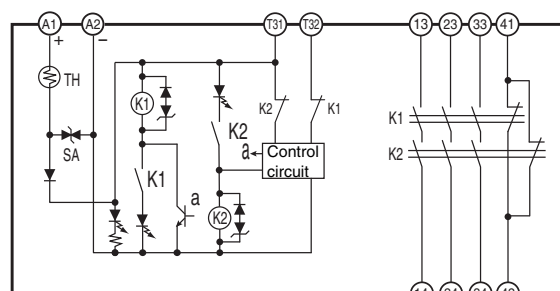 A1 A2 T31 T32 13 23 33 41
+ −
TH
K1
K2 K1
K1
K2
a
Control
circuit
SA
K2
K1
a
K2